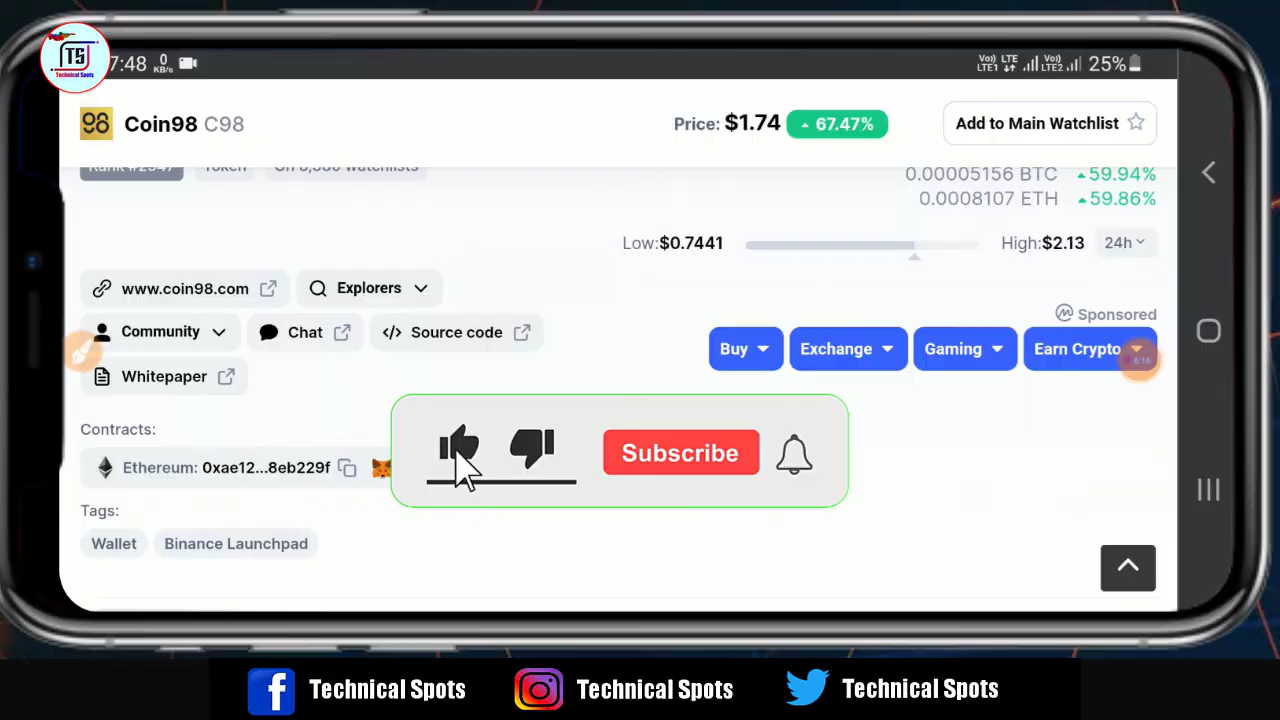 TS
Technical Spots
7:48 0 KB/s
Vo) LTE1 LTE Vo) LTE2 25%
Coin98 C98
Price: $1.74 67.47%
Add to Main Watchlist
Token
0.00005156 BTC 59.94%
0.0008107 ETH 59.86%
Low:$0.7441
High:$2.13 24h
www.coin98.com
Explorers
Community
Chat
Source code
Whitepaper
Sponsored
Buy
Exchange
Gaming
Earn Crypto
6:16
Contracts:
Ethereum: 0xae12...8eb229f
Tags:
Wallet
Binance Launchpad
Subscribe
Technical Spots
Technical Spots
Technical Spots